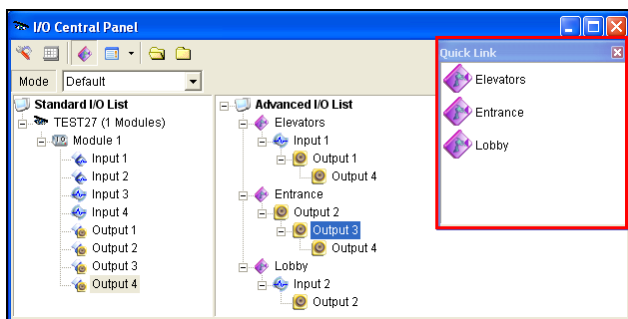 I/O Central Panel
Mode Default
Standard I/O List
TEST27 (1 Modules)
Module 1
Input 1
Input 2
Input 3
Input 4
Output 1
Output 2
Output 3
Output 4
Advanced I/O List
Elevators
Input 1
Output 1
Output 4
Entrance
Output 2
Output 3
Output 4
Lobby
Input 2
Output 2
Quick Link
Elevators
Entrance
Lobby